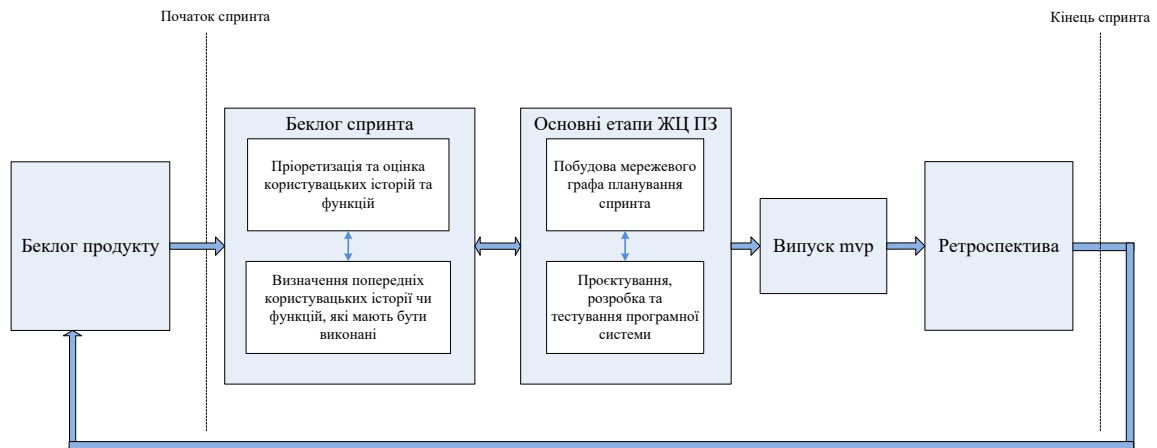 Початок спринта
Кінець спринта
Беклог продукту
Беклог спринта
Пріоретизація та оцінка
користувацьких історій та
функцій
Визначення попередніх
користувацьких історії чи
функцій, які мають бути
виконані
Основні етапи ЖЦ ПЗ
Побудова мережевого
графа планування
спринта
Проєктування,
розробка та
тестування програмної
системи
Випуск mvp
Ретроспектива